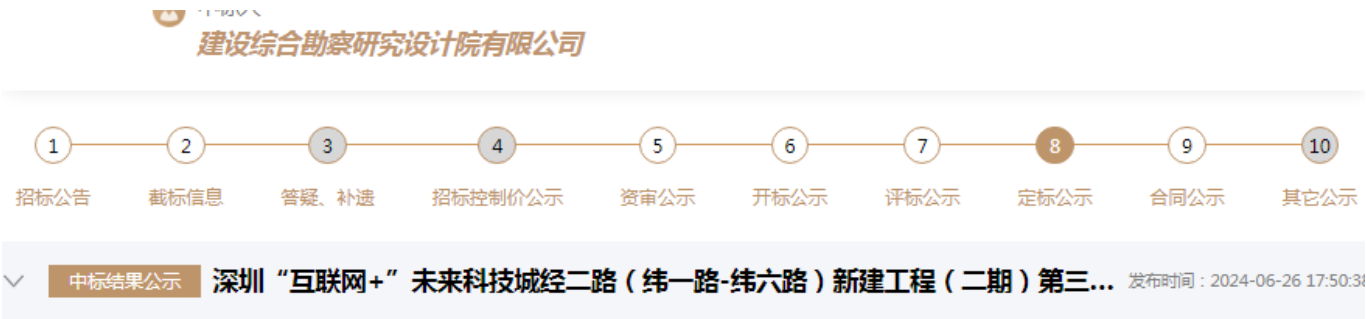 建设综合勘察研究设计院有限公司
1 2 3 4 5 6 7 8 9 10
招标公告 截标信息 答疑、补遗 招标控制价公示 资审公示 开标公示 评标公示 定标公示 合同公示 其它公示
中标结果公示 深圳“互联网+”未来科技城经二路（纬一路-纬六路）新建工程（二期）第三... 发布时间：2024-06-26 17:50:38